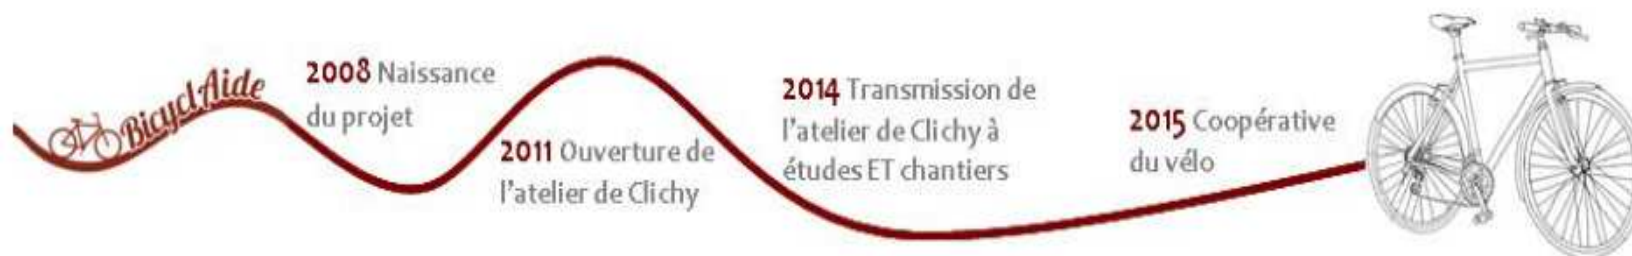 BicyclAide
2008 Naissance
du projet
2011 Ouverture de
l'atelier de Clichy
2014 Transmission de
l'atelier de Clichy à
études ET chantiers
2015 Coopérative
du vélo